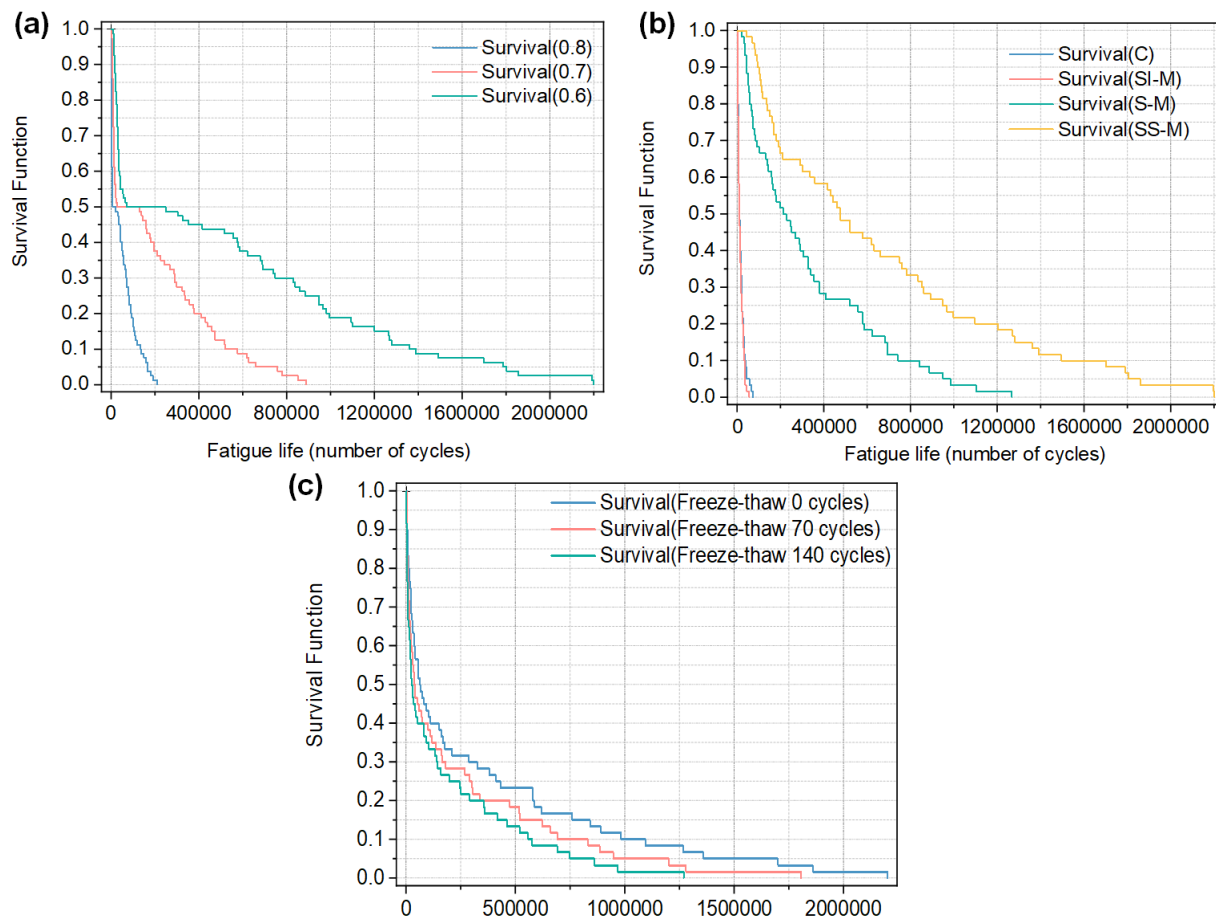 (a)
Survival(0.8)
Survival(0.7)
Survival(0.6)
Survival Function
1.0
0.9
0.8
0.7
0.6
0.5
0.4
0.3
0.2
0.1
0.0
0 400000 800000 1200000 1600000 2000000
Fatigue life (number of cycles)
(b)
Survival(C)
Survival(SI-M)
Survival(S-M)
Survival(SS-M)
Survival Function
1.0
0.9
0.8
0.7
0.6
0.5
0.4
0.3
0.2
0.1
0.0
0 400000 800000 1200000 1600000 2000000
Fatigue life (number of cycles)
(c)
Survival(Freeze-thaw 0 cycles)
Survival(Freeze-thaw 70 cycles)
Survival(Freeze-thaw 140 cycles)
Survival Function
1.0
0.9
0.8
0.7
0.6
0.5
0.4
0.3
0.2
0.1
0.0
0 500000 1000000 1500000 2000000